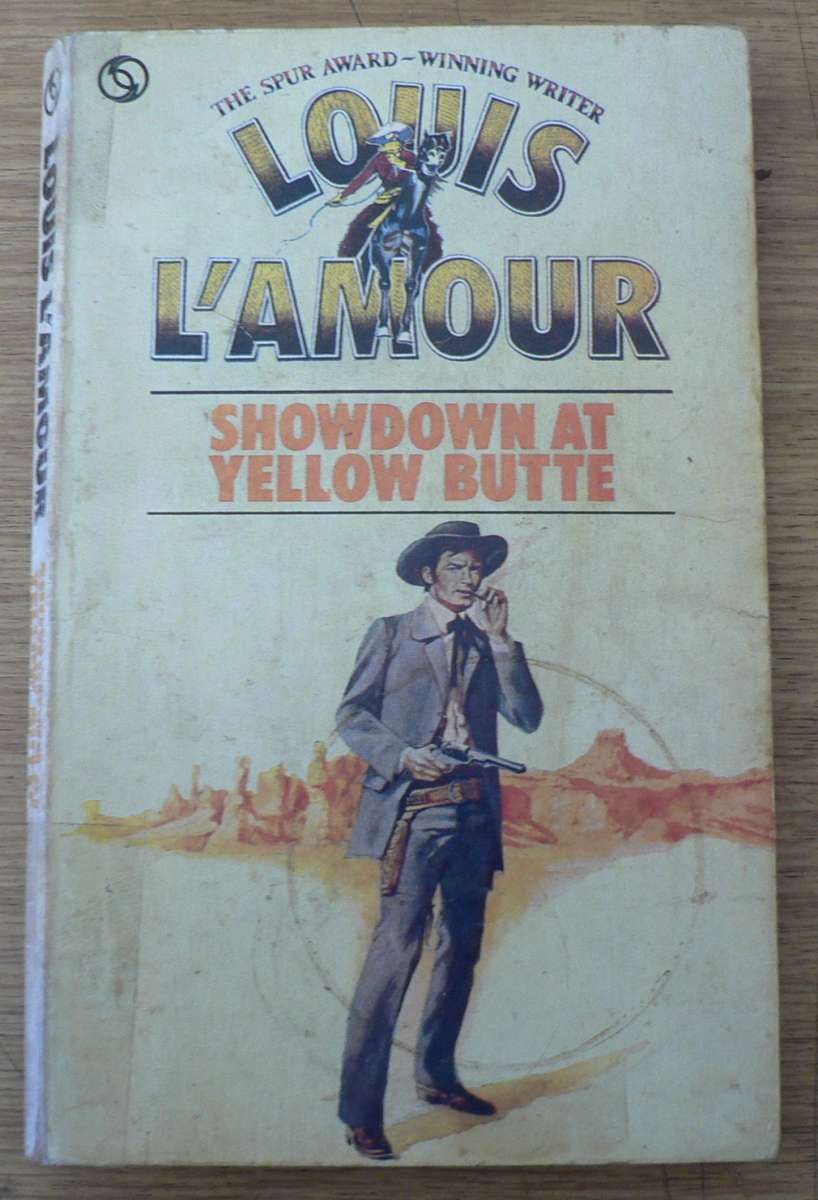 THE SPUR AWARD-WINNING WRITER
LOUIS
L'AMOUR
SHOWDOWN AT
YELLOW BUTTE
LOUIS L'AMOUR